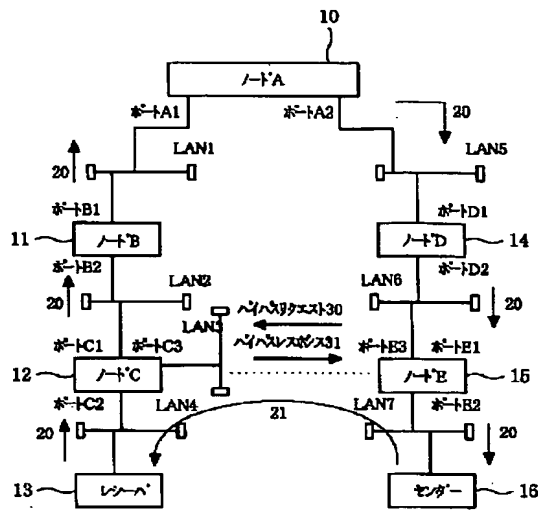 10
ノードA
ポートA1
ポートA2
20
LAN1
LAN5
20
ポートB1
ポートD1
11
ノードB
ノードD
14
ポートB2
ポートD2
LAN2
LAN6
20
20
LAN3
バイパスリクエスト30
ポートC1
ポートC3
バイパスレスポンス31
ポートE3
ポートE1
12
ノードC
ノードE
15
ポートC2
ポートE2
LAN4
LAN7
20
21
20
13
レシーバ
センダー
16